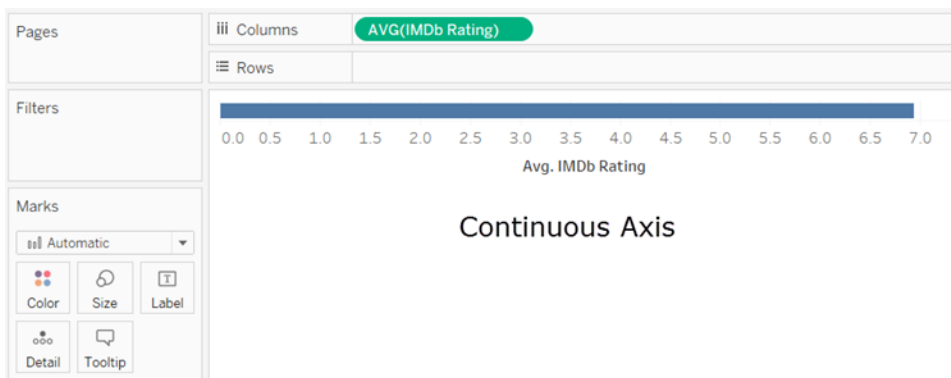 Pages
iii Columns
AVG(IMDb Rating)
Rows
Filters
0.0 0.5 1.0 1.5 2.0 2.5 3.0 3.5 4.0 4.5 5.0 5.5 6.0 6.5 7.0
Avg. IMDb Rating
Marks
Continuous Axis
Automatic
Color Size Label
Detail Tooltip